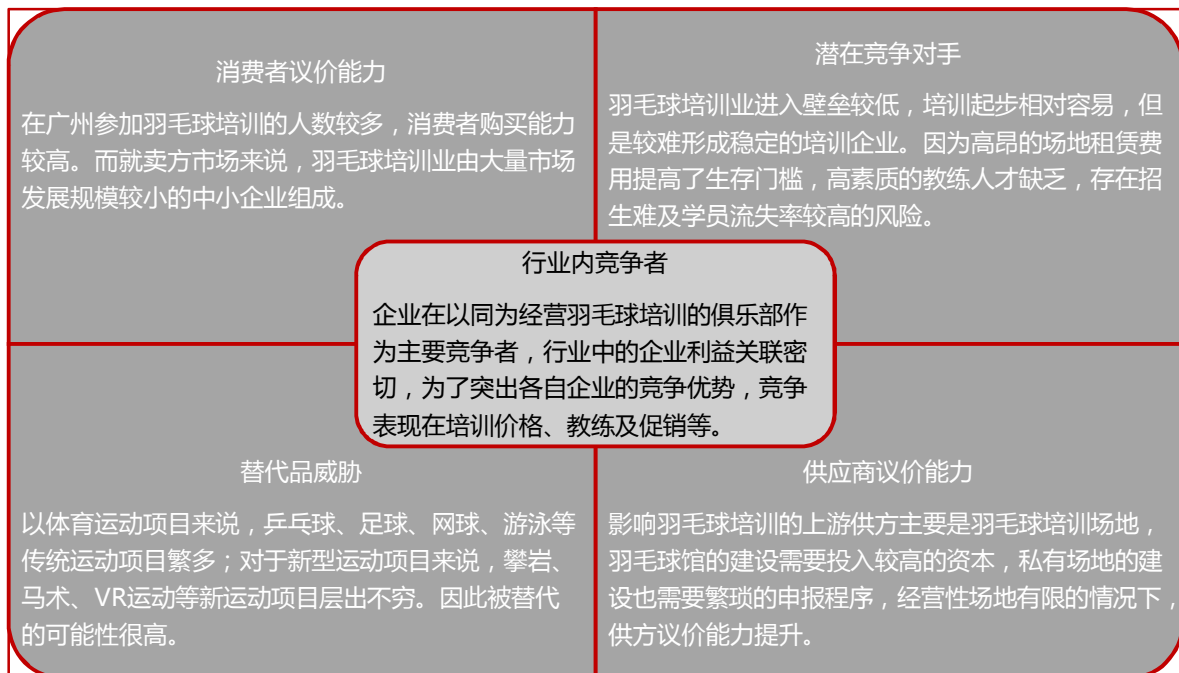 消费者议价能力
在广州参加羽毛球培训的人数较多，消费者购买能力
较高。而就卖方市场来说，羽毛球培训业由大量市场
发展规模较小的中小企业组成。
潜在竞争对手
羽毛球培训业进入壁垒较低，培训起步相对容易，但
是较难形成稳定的培训企业。因为高昂的场地租赁费
用提高了生存门槛，高素质的教练人才缺乏，存在招
生难及学员流失率较高的风险。
行业内竞争者
企业在以同为经营羽毛球培训的俱乐部作
为主要竞争者，行业中的企业利益关联密
切，为了突出各自企业的竞争优势，竞争
表现在培训价格、教练及促销等。
替代品威胁
以体育运动项目来说，乒乓球、足球、网球、游泳等
传统运动项目繁多；对于新型运动项目来说，攀岩、
马术、VR运动等新运动项目层出不穷。因此被替代
的可能性很高。
供应商议价能力
影响羽毛球培训的上游供方主要是羽毛球培训场地，
羽毛球馆的建设需要投入较高的资本，私有场地的建
设也需要繁琐的申报程序，经营性场地有限的情况下，
供方议价能力提升。